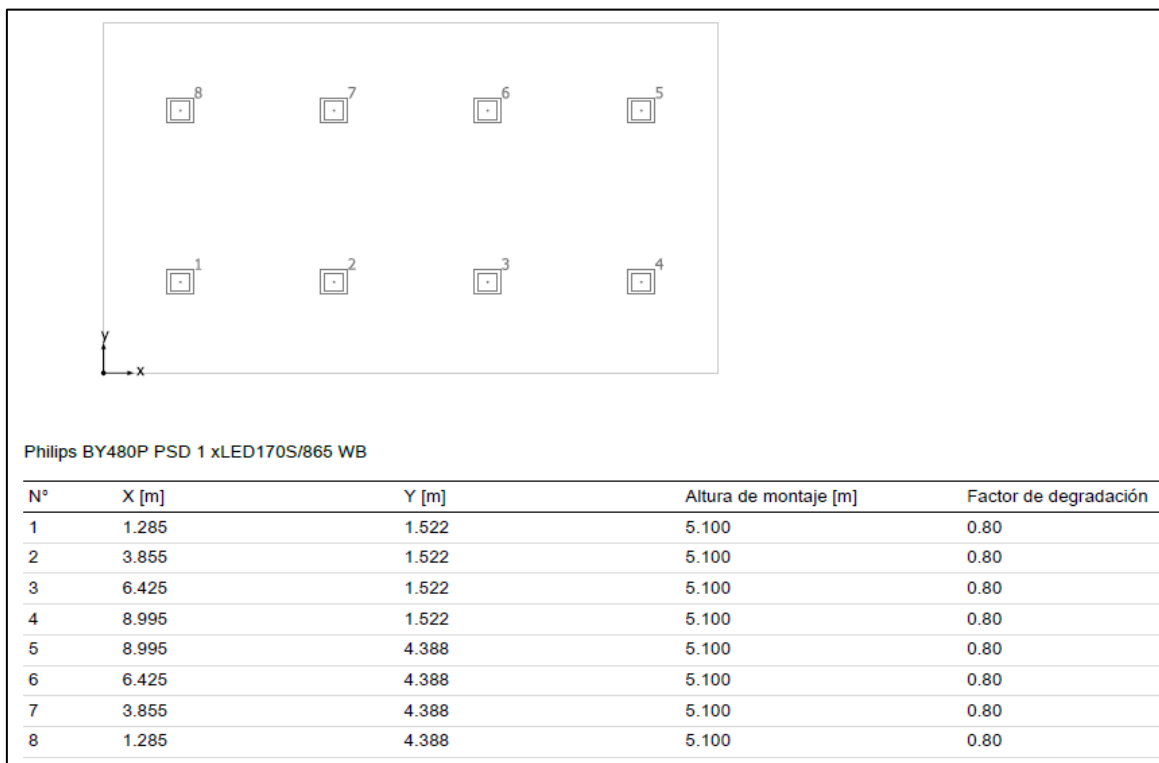 8 7 6 5
1 2 3 4
y
x
Philips BY480P PSD 1 xLED170S/865 WB
N° X [m] Y [m] Altura de montaje [m] Factor de degradación
1 1.285 1.522 5.100 0.80
2 3.855 1.522 5.100 0.80
3 6.425 1.522 5.100 0.80
4 8.995 1.522 5.100 0.80
5 8.995 4.388 5.100 0.80
6 6.425 4.388 5.100 0.80
7 3.855 4.388 5.100 0.80
8 1.285 4.388 5.100 0.80